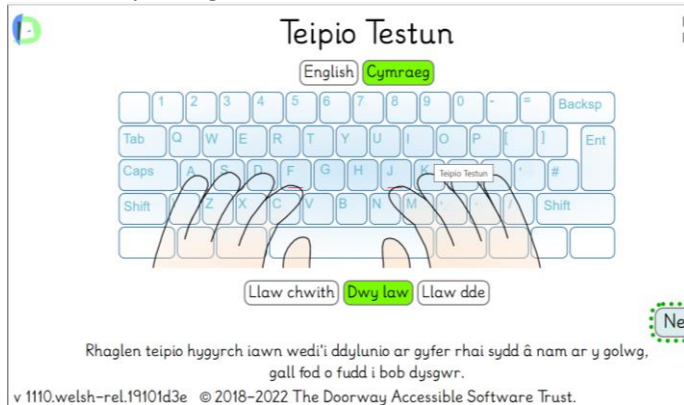 Teipio Testun
English Cymraeg
1 2 3 4 5 6 7 8 9 0 - = Backsp
Tab Q W E R T Y U I O P [ ] Ent
Caps A S D F G H J K ' #
Teipio Testun
Shift Z X C V B N M , . / Shift
Llaw chwith Dwy law Llaw dde
Ne
Rhaglen teipio hygyrch iawn wedi'i ddylunio ar gyfer rhai sydd â nam ar y golwg,
gall fod o fudd i bob dysgwr.
v 1110.welsh-rel.19101d3e © 2018-2022 The Doorway Accessible Software Trust.